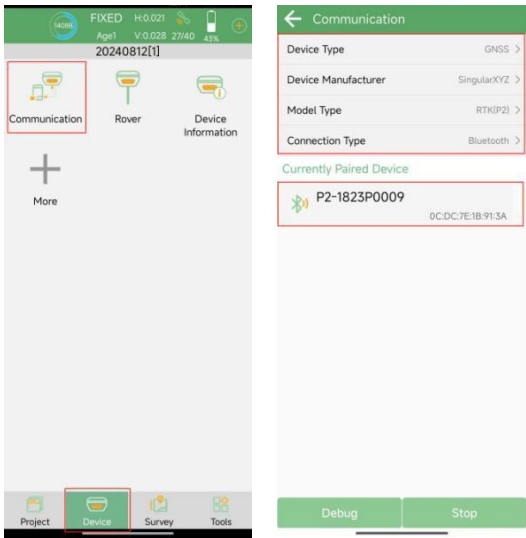 14086
FIXED H:0.021
Age1 V:0.028 27/40 43%
20240812[1]
Communication
Rover
Device
Information
More
Project
Device
Survey
Tools
Communication
Device Type GNSS
Device Manufacturer SingularXYZ
Model Type RTK(P2)
Connection Type Bluetooth
Currently Paired Device
P2-1823P0009
0C:DC:7E:1B:91:3A
Debug
Stop